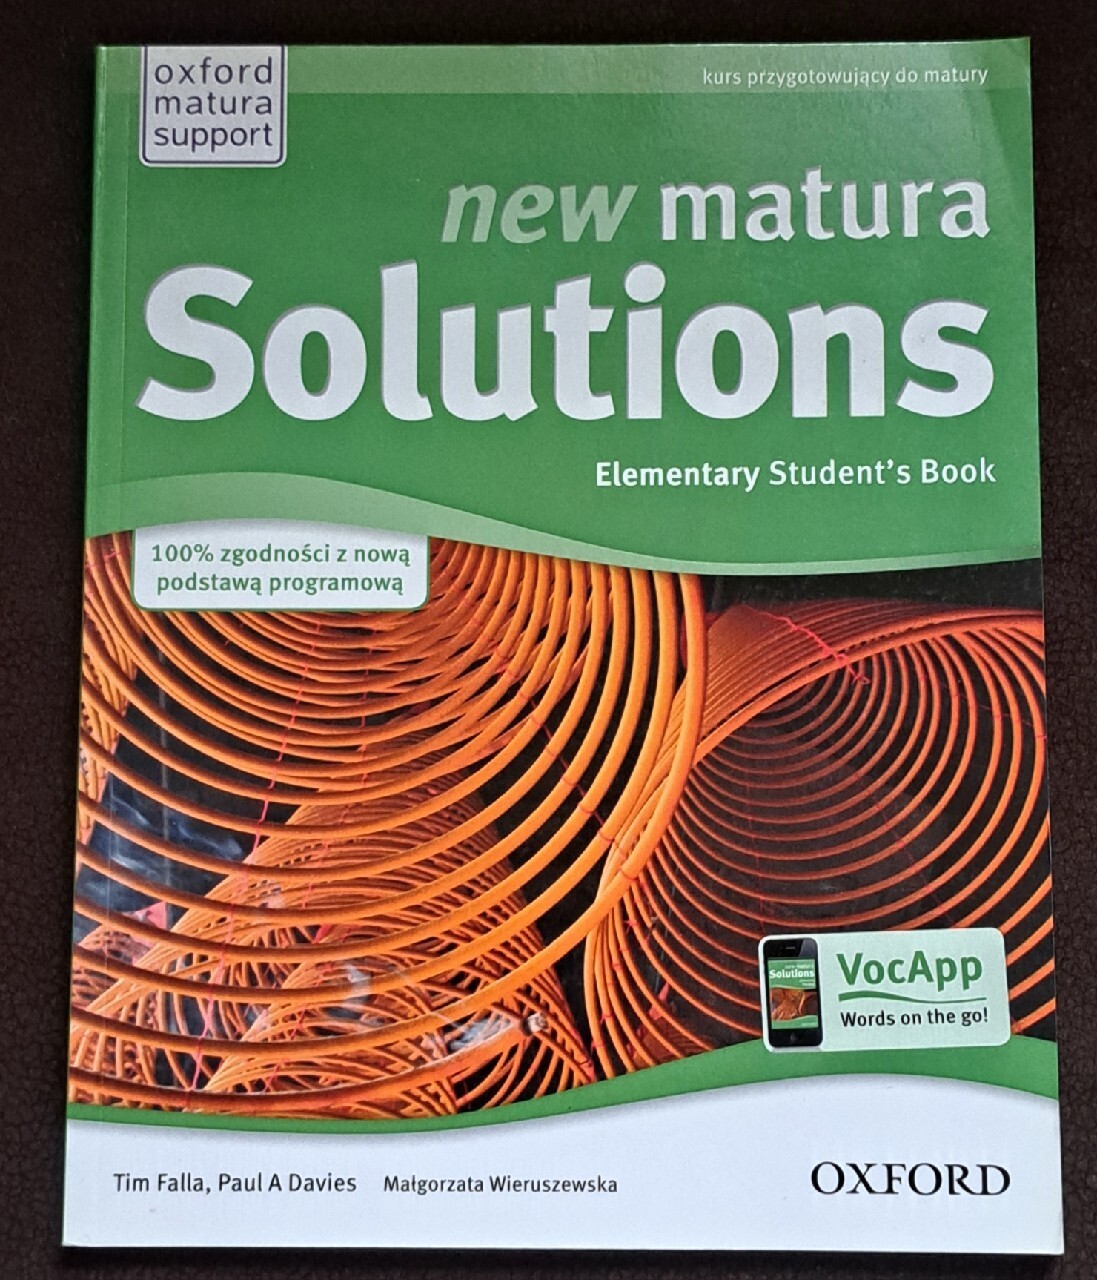 oxford
matura
support
kurs przygotowujący do matury
new matura
Solutions
Elementary Student's Book
100% zgodności z nową
podstawą programową
Solutions
VocApp
Words on the go!
Tim Falla, Paul A Davies Małgorzata Wieruszewska
OXFORD